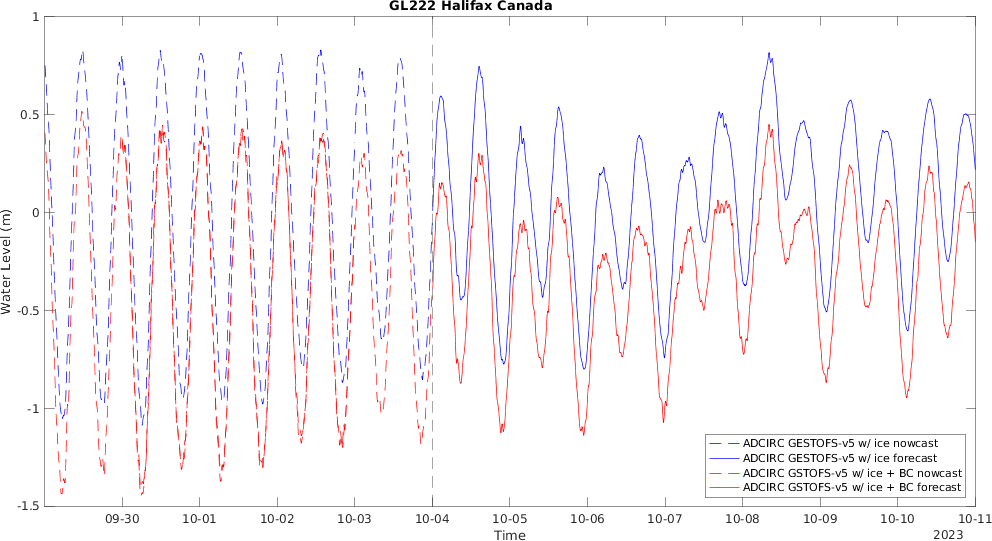 GL222 Halifax Canada
1
0.5
0
-0.5
-1
-1.5
Water Level (m)
09-30 10-01 10-02 10-03 10-04 10-05 10-06 10-07 10-08 10-09 10-10 10-11
Time
2023
ADCIRC GESTOFS-v5 w/ ice nowcast
ADCIRC GESTOFS-v5 w/ ice forecast
ADCIRC GSTOFS-v5 w/ ice + BC nowcast
ADCIRC GSTOFS-v5 w/ ice + BC forecast